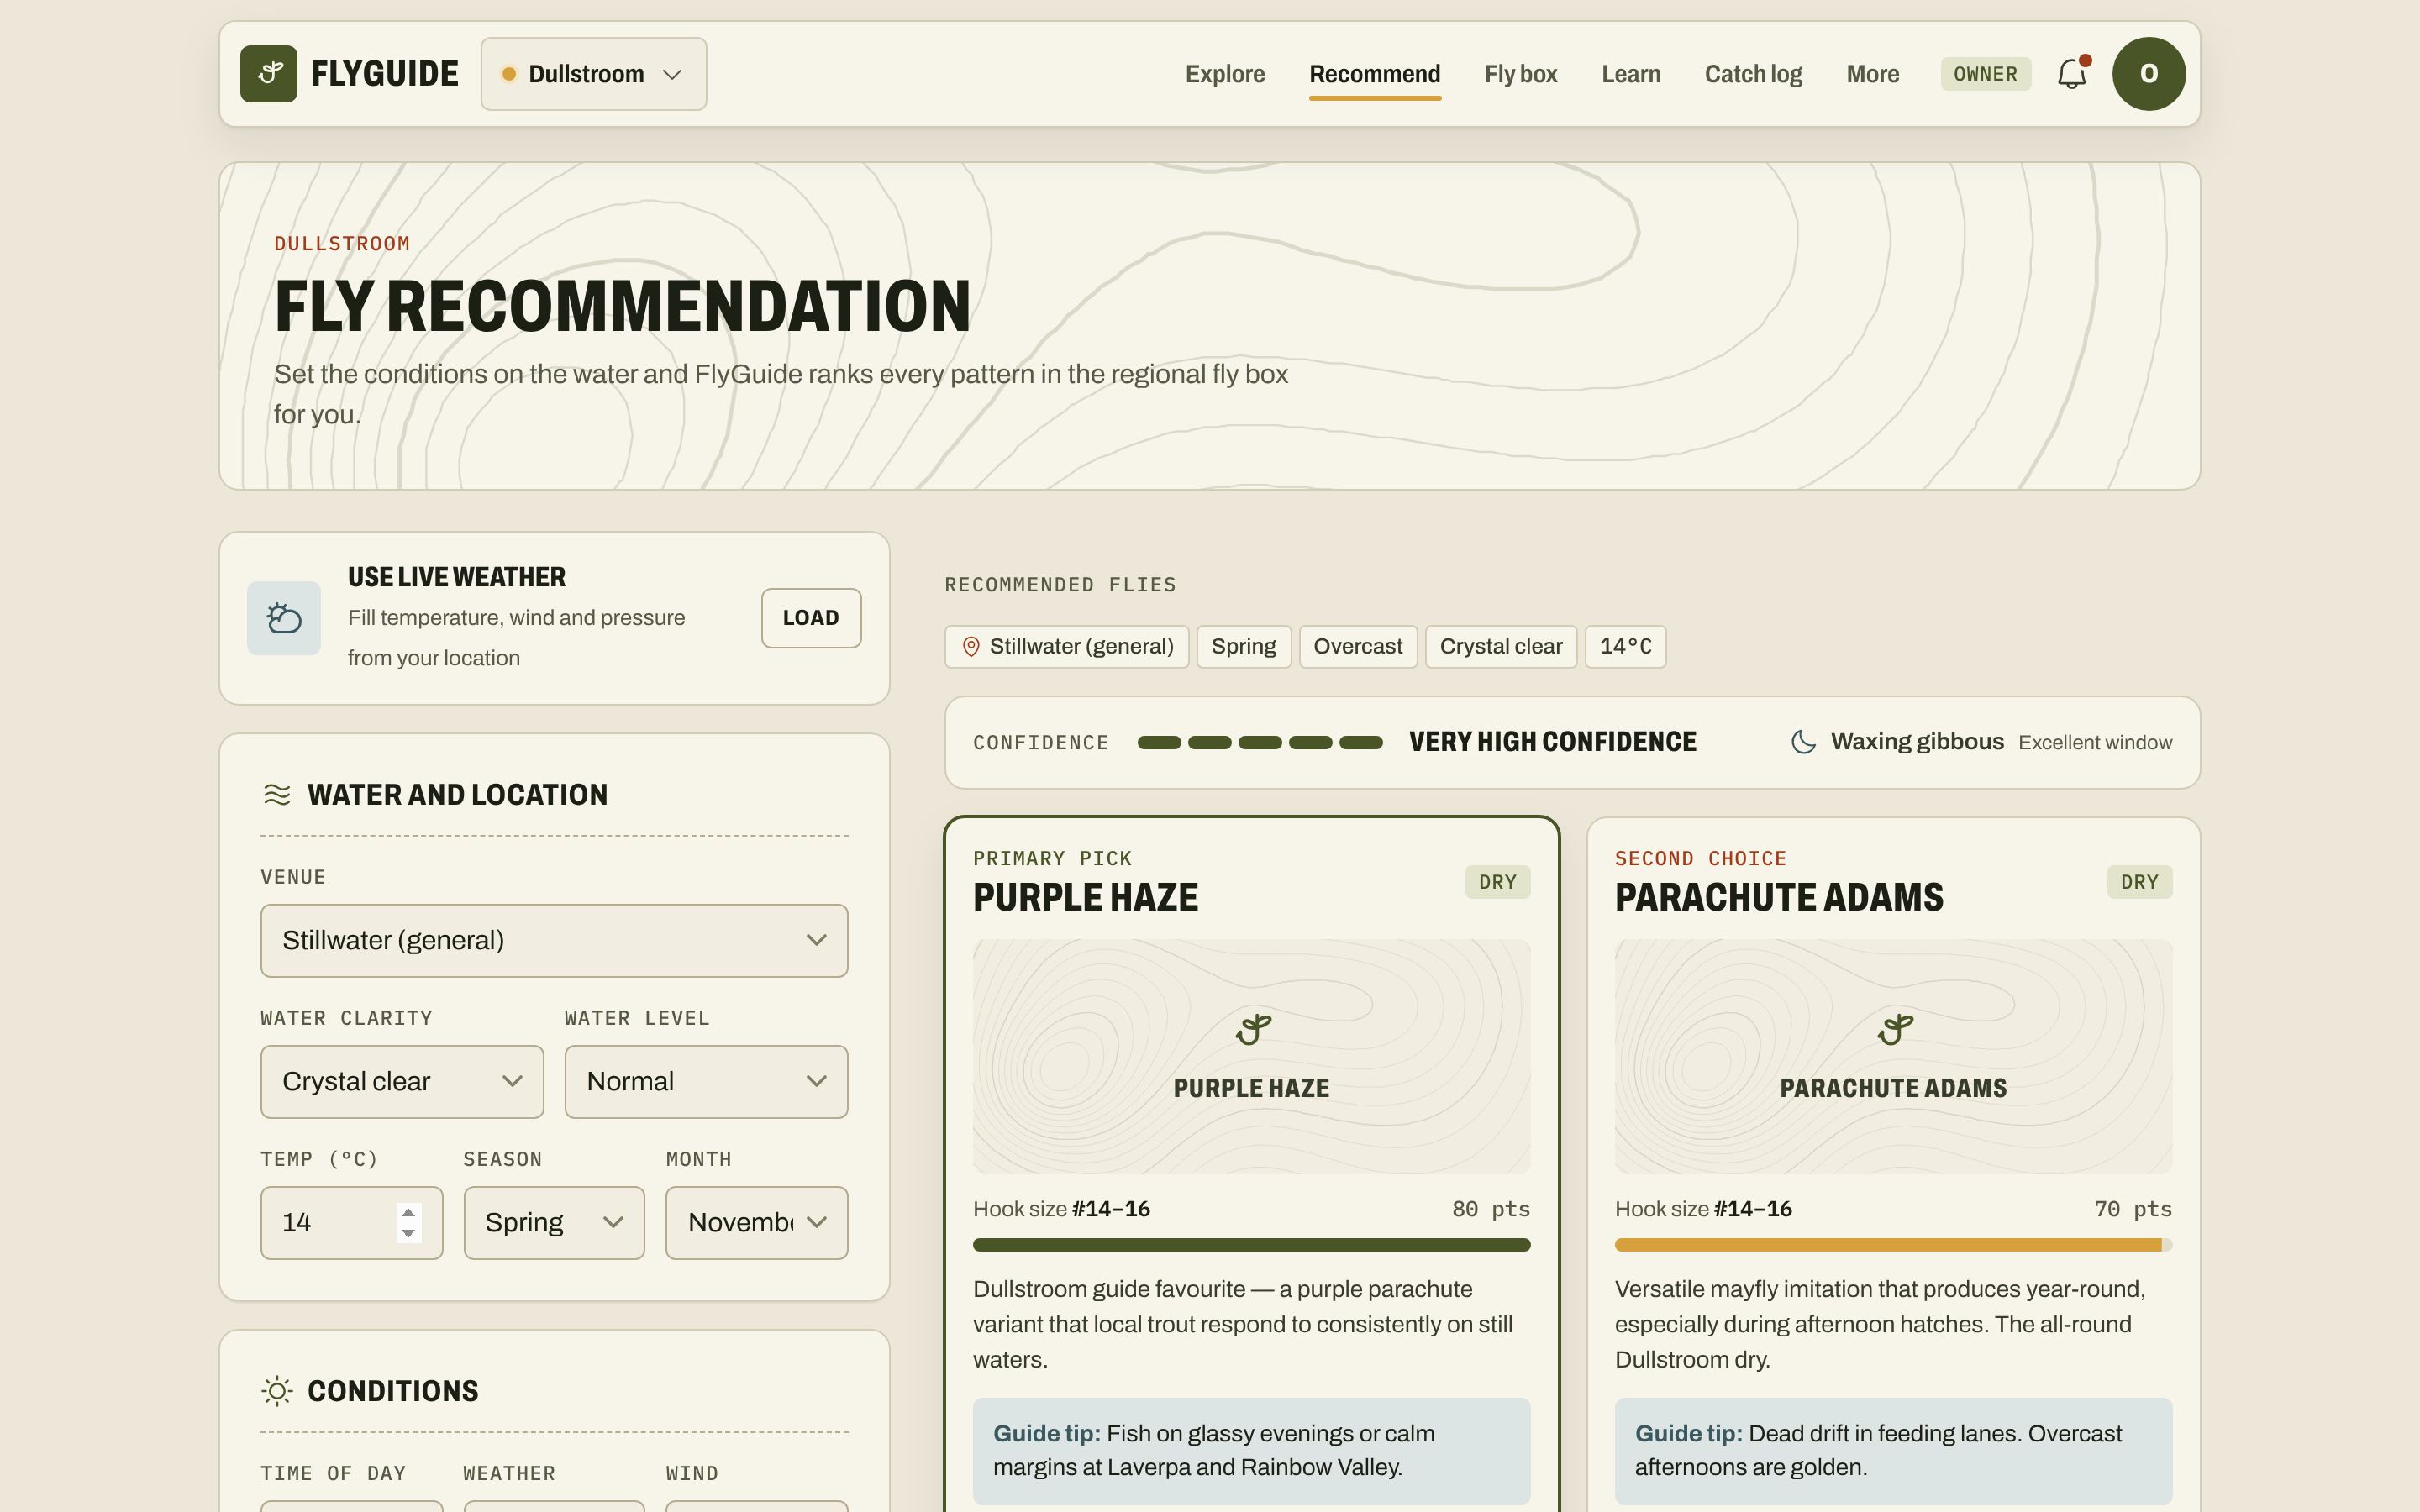 FLYGUIDE
Dullstroom
Explore
Recommend
Fly box
Learn
Catch log
More
OWNER
O
DULLSTROOM
FLY RECOMMENDATION
Set the conditions on the water and FlyGuide ranks every pattern in the regional fly box
for you.
USE LIVE WEATHER
Fill temperature, wind and pressure
from your location
LOAD
WATER AND LOCATION
VENUE
Stillwater (general)
WATER CLARITY
WATER LEVEL
Crystal clear
Normal
TEMP (°C)
SEASON
MONTH
14
Spring
Novembe
CONDITIONS
TIME OF DAY
WEATHER
WIND
RECOMMENDED FLIES
Stillwater (general)
Spring
Overcast
Crystal clear
14°C
CONFIDENCE
VERY HIGH CONFIDENCE
Waxing gibbous
Excellent window
PRIMARY PICK
PURPLE HAZE
DRY
PURPLE HAZE
Hook size #14–16
80 pts
Dullstroom guide favourite — a purple parachute
variant that local trout respond to consistently on still
waters.
Guide tip: Fish on glassy evenings or calm
margins at Laverpa and Rainbow Valley.
SECOND CHOICE
PARACHUTE ADAMS
DRY
PARACHUTE ADAMS
Hook size #14–16
70 pts
Versatile mayfly imitation that produces year-round,
especially during afternoon hatches. The all-round
Dullstroom dry.
Guide tip: Dead drift in feeding lanes. Overcast
afternoons are golden.